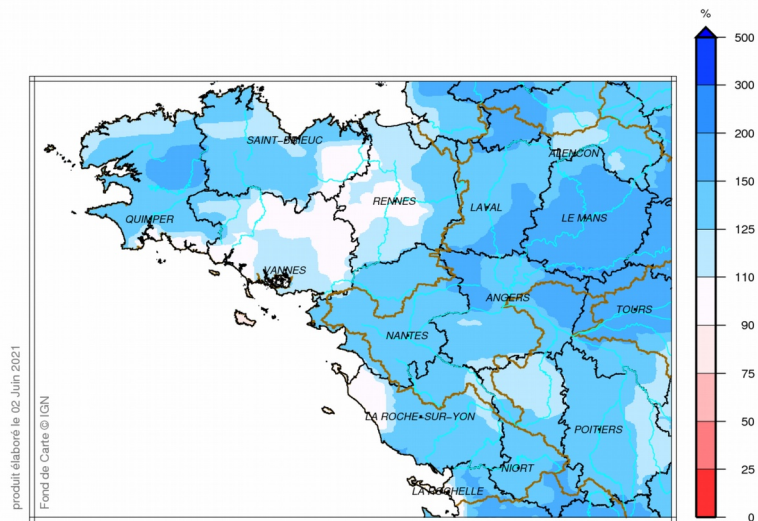 %
500
300
200
150
125
110
90
75
50
25
0
SAINT-BRIEUC
ALENCON
RENNES
LAVAL
QUIMPER
LE MANS
VANNES
ANGERS
TOURS
NANTES
LA ROCHE-SUR-YON
POITIERS
NIORT
LA ROCHELLE
produit élaboré le 02 Juin 2021
Fond de Carte © IGN